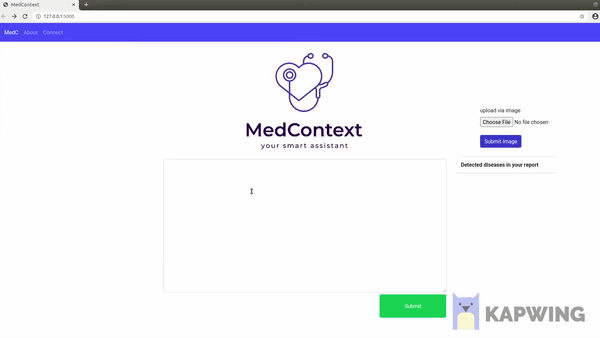 MedContext
127.0.0.1:5000
MedC About Connect
MedContext
your smart assistant
upload via image
Choose File No file chosen
Submit image
Detected diseases in your report
Submit
KAPWING